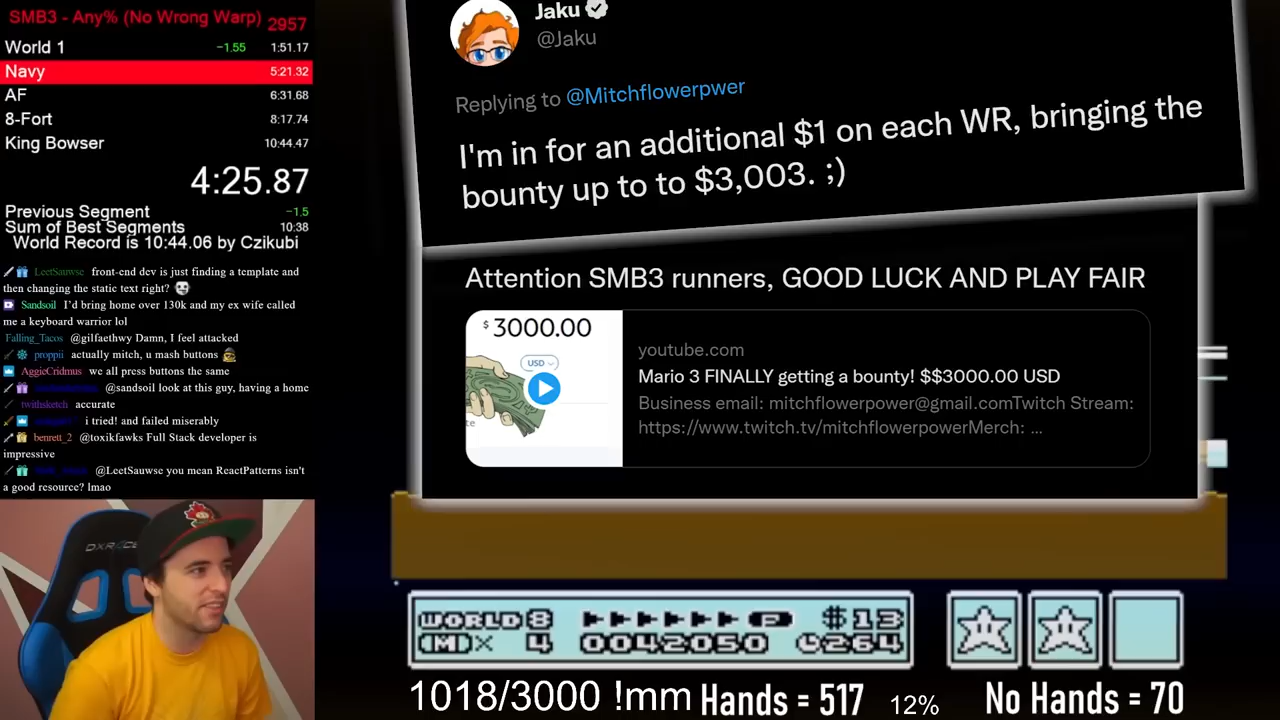 SMB3 - Any% (No Wrong Warp) 2957
World 1 −1.55 1:51.17
Navy 5:21.32
AF 6:31.68
8-Fort 8:17.74
King Bowser 10:44.47
4:25.87
Previous Segment −1.5
Sum of Best Segments 10:38
World Record is 10:44.06 by Czikubi
LeetSauwse front-end dev is just finding a template and
then changing the static text right?
Sandsoil I'd bring home over 130k and my ex wife called
me a keyboard warrior lol
Falling_Tacos @gilfaethwy Damn, I feel attacked
proppii actually mitch, u mash buttons
AggieCridmus we all press buttons the same
@sandsoil look at this guy, having a home
twithsketch accurate
i tried! and failed miserably
benrett_2 @toxikfawks Full Stack developer is
impressive
@LeetSauwse you mean ReactPatterns isn't
a good resource? lmao
DXRACER
Jaku
@Jaku
Replying to @Mitchflowerpwer
I'm in for an additional $1 on each WR, bringing the
bounty up to to $3,003. ;)
Attention SMB3 runners, GOOD LUCK AND PLAY FAIR
$ 3000.00
USD
youtube.com
Mario 3 FINALLY getting a bounty! $$3000.00 USD
Business email: mitchflowerpower@gmail.comTwitch Stream:
https://www.twitch.tv/mitchflowerpowerMerch: ...
WORLD 8 P $13
(M)× 4 0042050 264
1018/3000 !mm Hands = 517 12% No Hands = 70